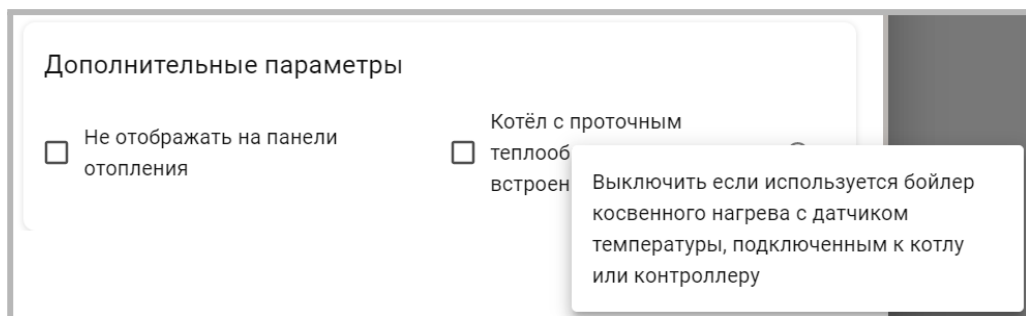 Дополнительные параметры
Не отображать на панели
отопления
Котёл с проточным
теплооб
встроен
Выключить если используется бойлер
косвенного нагрева с датчиком
температуры, подключенным к котлу
или контроллеру